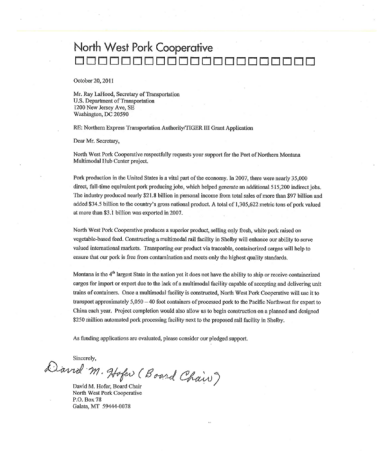 North West Pork Cooperative
October 20, 2011
Mr. Ray LaHood, Secretary of Transportation
U.S. Department of Transportation
1200 New Jersey Ave, SE
Washington, DC 20590
RE: Northern Express Transportation Authority/TIGER III Grant Application
Dear Mr. Secretary,
North West Pork Cooperative respectfully requests your support for the Port of Northern Montana
Multimodal Hub Center project.
Pork production in the United States is a vital part of the economy. In 2007, there were nearly 35,000
direct, full-time equivalent pork producing jobs, which helped generate an additional 515,200 indirect jobs.
The industry produced nearly $21.8 billion in personal income from total sales of more than $97 billion and
added $34.5 billion to the country's gross national product. A total of 1,305,622 metric tons of pork valued
at more than $3.1 billion was exported in 2007.
North West Pork Cooperative produces a superior product, selling only fresh, white pork raised on
vegetable-based feed. Constructing a multimodal rail facility in Shelby will enhance our ability to serve
valued international markets. Transporting our product via traceable, containerized cargos will help to
ensure that our pork is free from contamination and meets only the highest quality standards.
Montana is the 4th largest State in the nation yet it does not have the ability to ship or receive containerized
cargos for import or export due to the lack of a multimodal facility capable of accepting and delivering unit
trains of containers. Once a multimodal facility is constructed, North West Pork Cooperative will use it to
transport approximately 5,050 – 40 foot containers of processed pork to the Pacific Northwest for export to
China each year. Project completion would also allow us to begin construction on a planned and designed
$250 million automated pork processing facility next to the proposed rail facility in Shelby.
As funding applications are evaluated, please consider our pledged support.
Sincerely,
David M. Hofer (Board Chair)
David M. Hofer, Board Chair
North West Pork Cooperative
P.O. Box 78
Galata, MT 59444-0078